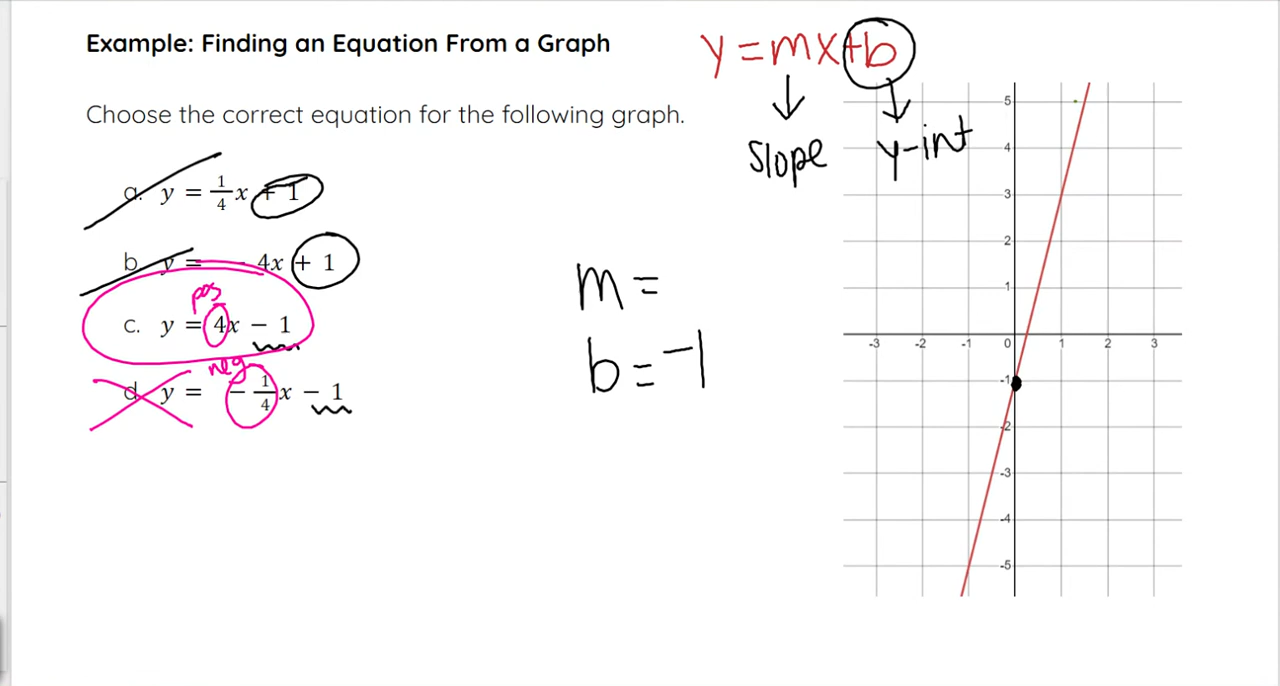 Example: Finding an Equation From a Graph
y = mx + b
Choose the correct equation for the following graph.
slope
y-int
a. y = 1/4 x + 1
b. y = - 4x + 1
pos
c. y = 4x − 1
neg
d. y = − 1/4 x − 1
m =
b = -1
5
4
3
2
1
-3 -2 -1 0 1 2 3
-1
-2
-3
-4
-5